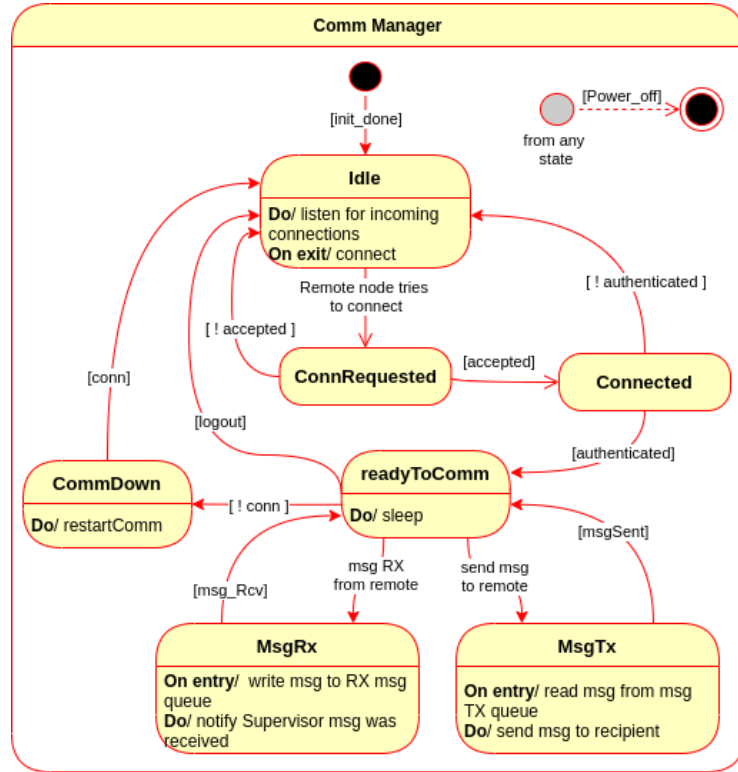 Comm Manager
[init_done]
[Power_off]
from any
state
Idle
Do/ listen for incoming
connections
On exit/ connect
Remote node tries
to connect
[ ! authenticated ]
[ ! accepted ]
ConnRequested
[accepted]
Connected
[conn]
[logout]
[authenticated]
CommDown
Do/ restartComm
[ ! conn ]
readyToComm
Do/ sleep
[msgSent]
[msg_Rcv]
msg RX
from remote
send msg
to remote
MsgRx
On entry/ write msg to RX msg
queue
Do/ notify Supervisor msg was
received
MsgTx
On entry/ read msg from msg
TX queue
Do/ send msg to recipient